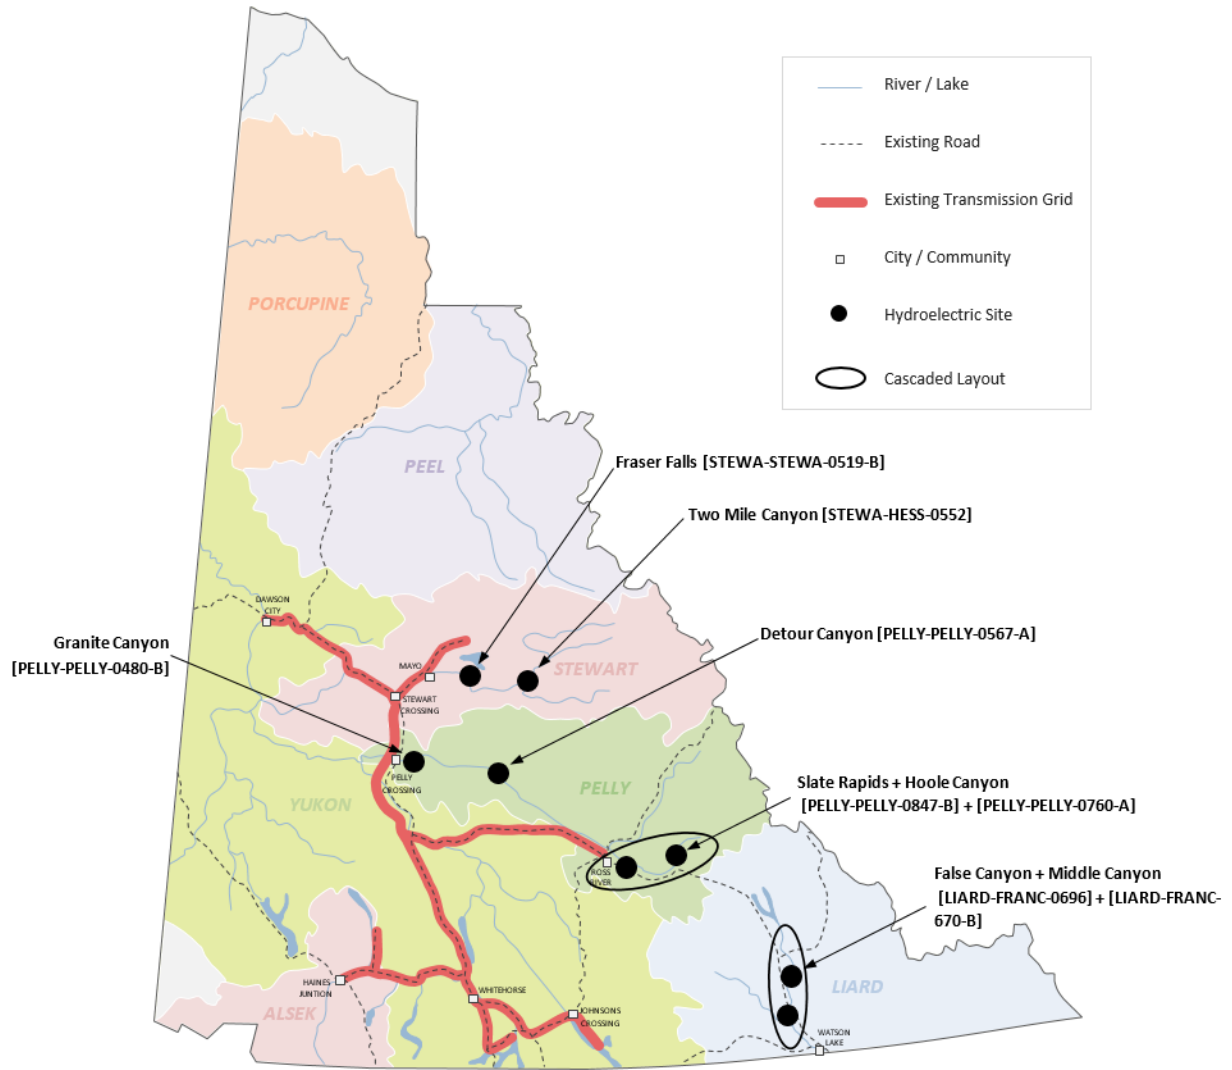 River / Lake
Existing Road
Existing Transmission Grid
City / Community
Hydroelectric Site
Cascaded Layout
PORCUPINE
PEEL
Fraser Falls [STEWA-STEWA-0519-B]
Two Mile Canyon [STEWA-HESS-0552]
DAWSON
CITY
Granite Canyon
[PELLY-PELLY-0480-B]
Detour Canyon [PELLY-PELLY-0567-A]
MAYO
STEWART
STEWART
CROSSING
PELLY
CROSSING
YUKON
PELLY
Slate Rapids + Hoole Canyon
[PELLY-PELLY-0847-B] + [PELLY-PELLY-0760-A]
ROSS
RIVER
False Canyon + Middle Canyon
[LIARD-FRANC-0696] + [LIARD-FRANC-
670-B]
HAINES
JUNTION
WHITEHORSE
LIARD
ALSEK
JOHNSONS
CROSSING
WATSON
LAKE